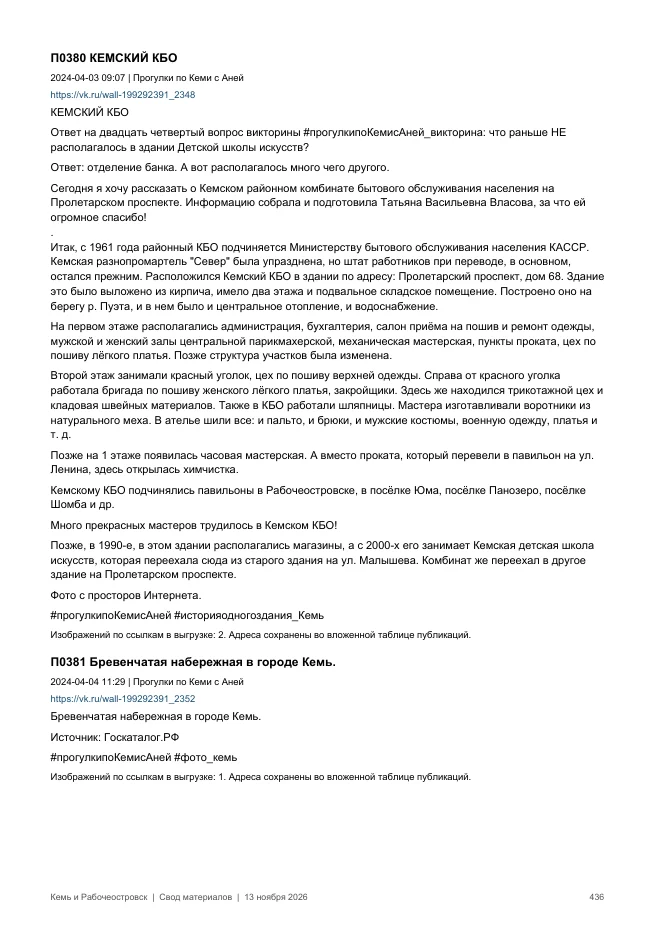 П0380 КЕМСКИЙ КБО
2024-04-03 09:07 | Прогулки по Кеми с Аней
https://vk.ru/wall-199292391_2348
КЕМСКИЙ КБО
Ответ на двадцать четвертый вопрос викторины #прогулкипоКемисАней_викторина: что раньше НЕ
располагалось в здании Детской школы искусств?
Ответ: отделение банка. А вот располагалось много чего другого.
Сегодня я хочу рассказать о Кемском районном комбинате бытового обслуживания населения на
Пролетарском проспекте. Информацию собрала и подготовила Татьяна Васильевна Власова, за что ей
огромное спасибо!
.
Итак, с 1961 года районный КБО подчиняется Министерству бытового обслуживания населения КАССР.
Кемская разнопромартель "Север" была упразднена, но штат работников при переводе, в основном,
остался прежним. Расположился Кемский КБО в здании по адресу: Пролетарский проспект, дом 68. Здание
это было выложено из кирпича, имело два этажа и подвальное складское помещение. Построено оно на
берегу р. Пуэта, и в нем было и центральное отопление, и водоснабжение.
На первом этаже располагались администрация, бухгалтерия, салон приёма на пошив и ремонт одежды,
мужской и женский залы центральной парикмахерской, механическая мастерская, пункты проката, цех по
пошиву лёгкого платья. Позже структура участков была изменена.
Второй этаж занимали красный уголок, цех по пошиву верхней одежды. Справа от красного уголка
работала бригада по пошиву женского лёгкого платья, закройщики. Здесь же находился трикотажной цех и
кладовая швейных материалов. Также в КБО работали шляпницы. Мастера изготавливали воротники из
натурального меха. В ателье шили все: и пальто, и брюки, и мужские костюмы, военную одежду, платья и
т. д.
Позже на 1 этаже появилась часовая мастерская. А вместо проката, который перевели в павильон на ул.
Ленина, здесь открылась химчистка.
Кемскому КБО подчинялись павильоны в Рабочеостровске, в посёлке Юма, посёлке Панозеро, посёлке
Шомба и др.
Много прекрасных мастеров трудилось в Кемском КБО!
Позже, в 1990-е, в этом здании располагались магазины, а с 2000-х его занимает Кемская детская школа
искусств, которая переехала сюда из старого здания на ул. Малышева. Комбинат же переехал в другое
здание на Пролетарском проспекте.
Фото с просторов Интернета.
#прогулкипоКемисАней #историяодногоздания_Кемь
Изображений по ссылкам в выгрузке: 2. Адреса сохранены во вложенной таблице публикаций.
П0381 Бревенчатая набережная в городе Кемь.
2024-04-04 11:29 | Прогулки по Кеми с Аней
https://vk.ru/wall-199292391_2352
Бревенчатая набережная в городе Кемь.
Источник: Госкаталог.РФ
#прогулкипоКемисАней #фото_кемь
Изображений по ссылкам в выгрузке: 1. Адреса сохранены во вложенной таблице публикаций.
Кемь и Рабочеостровск | Свод материалов | 13 ноября 2026 436